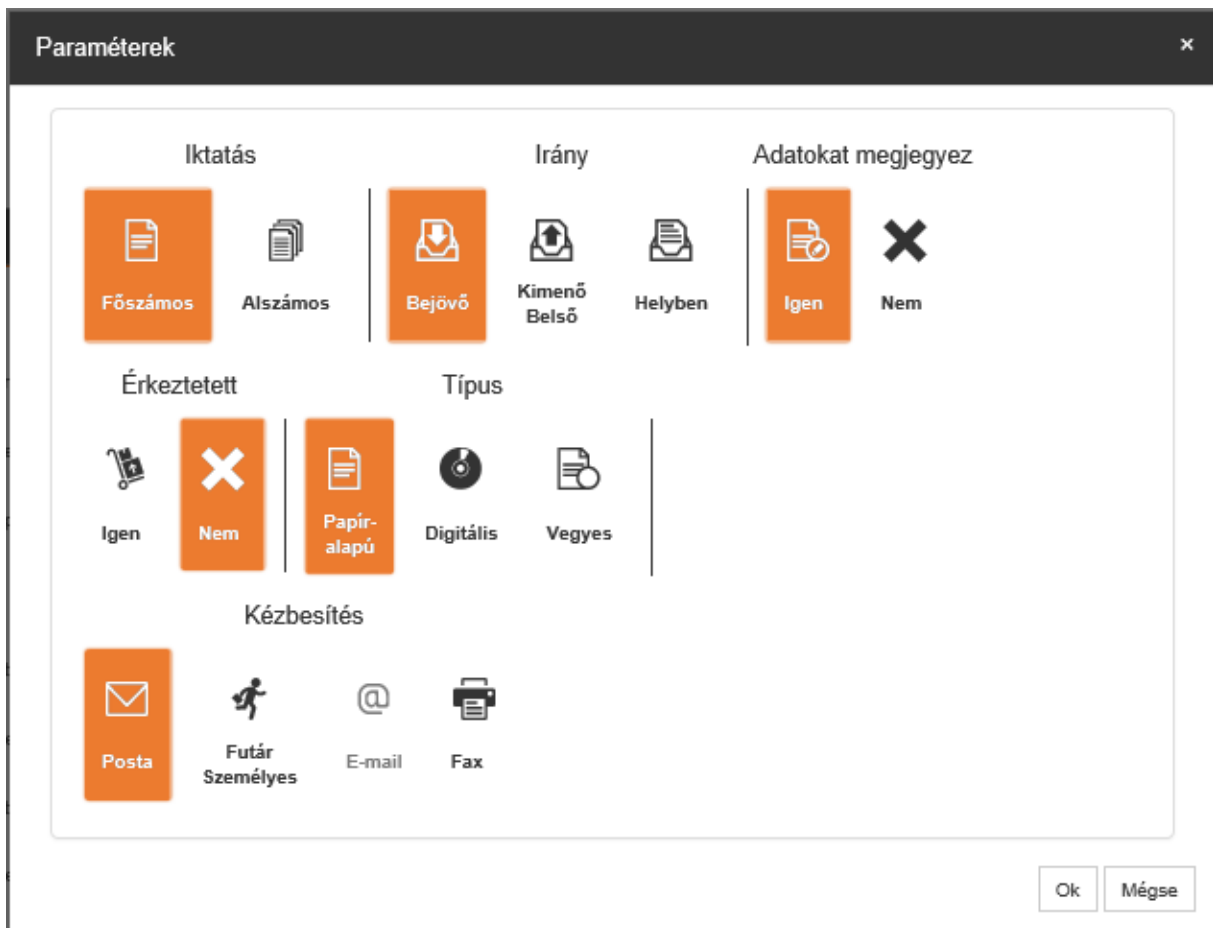 Paraméterek
×
Iktatás Irány Adatokat megjegyez
Főszámos Alszámos Bejövő Kimenő Belső Helyben Igen Nem
Érkeztetett Típus
Igen Nem Papír-alapú Digitális Vegyes
Kézbesítés
@
Posta Futár Személyes E-mail Fax
Ok Mégse